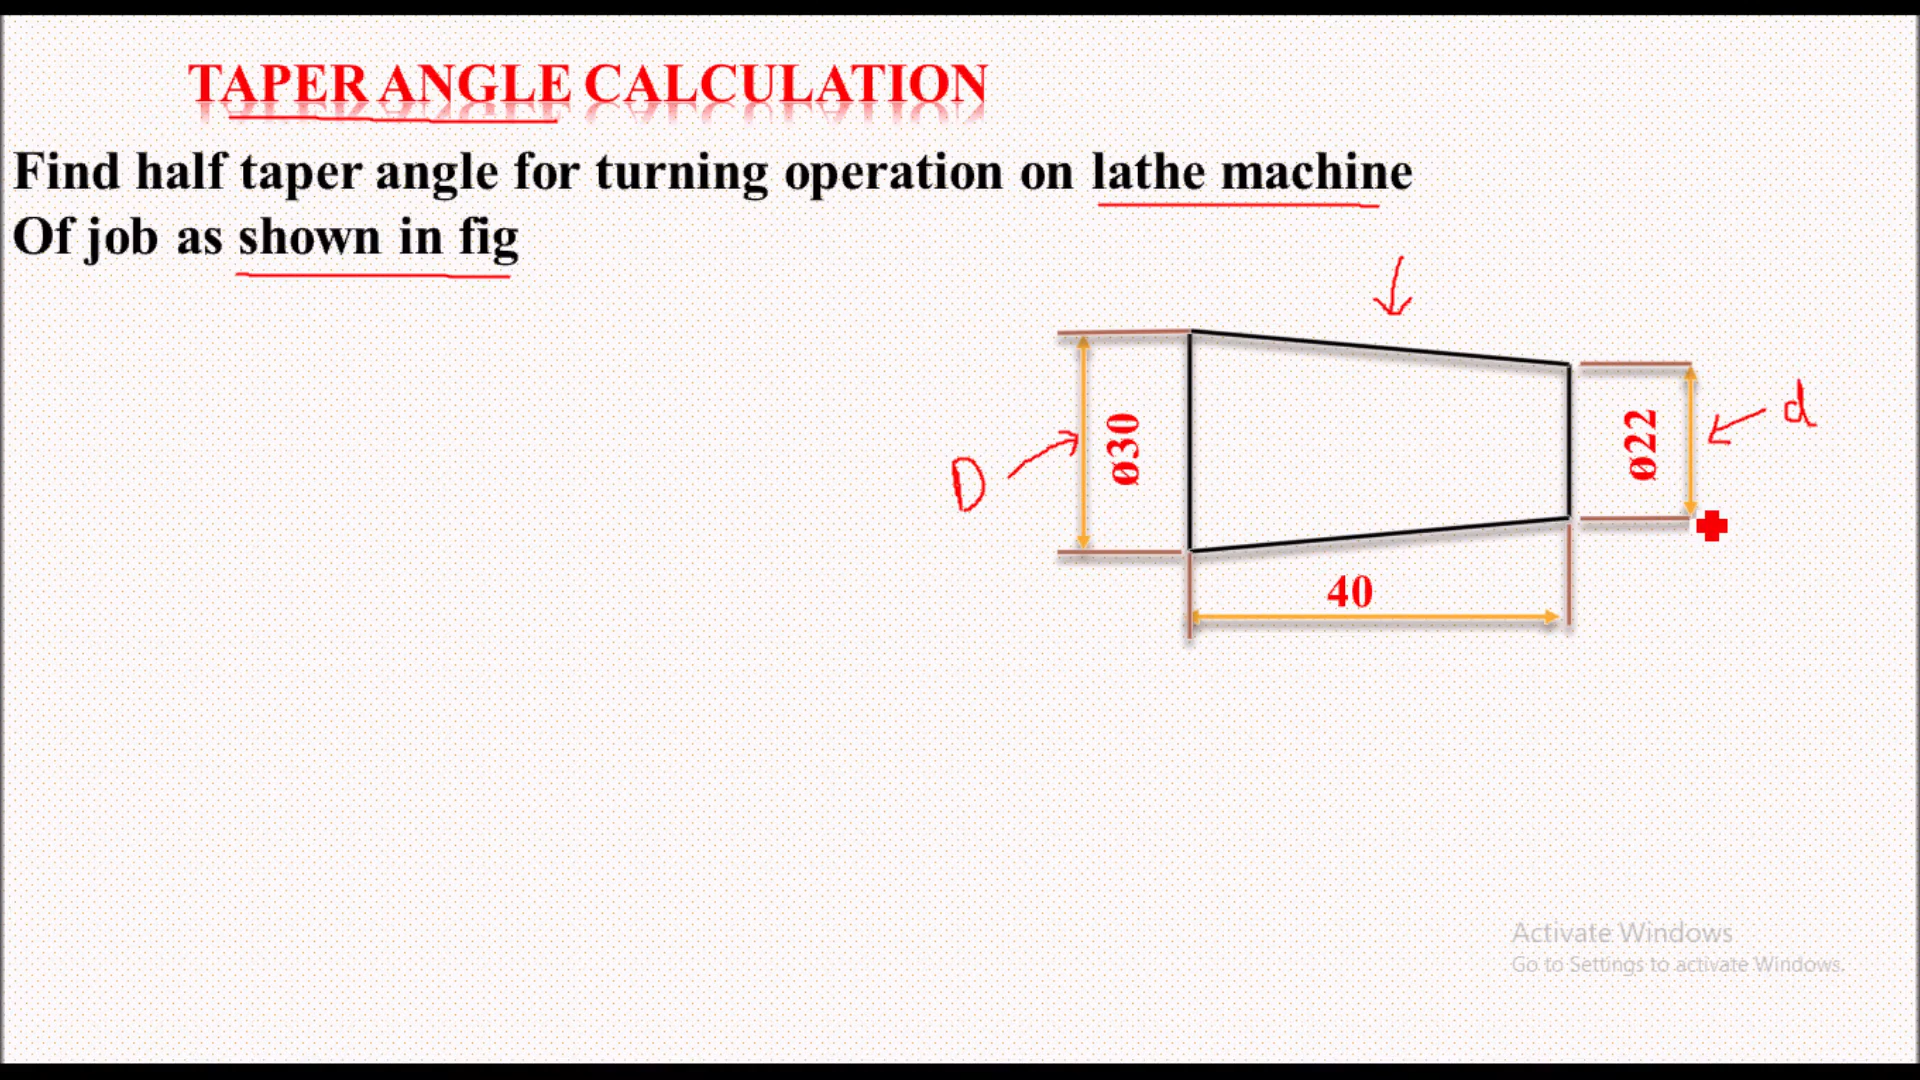 TAPER ANGLE CALCULATION
Find half taper angle for turning operation on lathe machine
Of job as shown in fig
D
ø30
ø22
d
40
Activate Windows
Go to Settings to activate Windows.